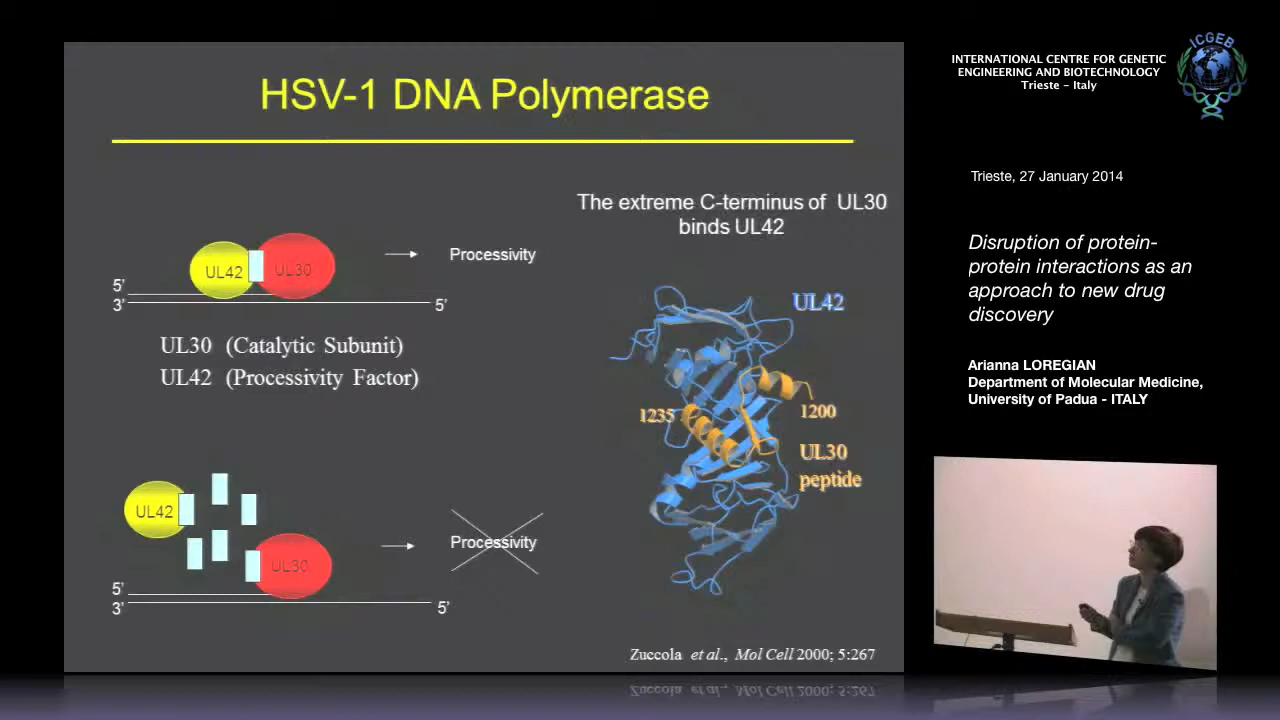 HSV-1 DNA Polymerase
The extreme C-terminus of UL30
binds UL42
UL42
UL30
Processivity
5'
3'
5'
UL30 (Catalytic Subunit)
UL42 (Processivity Factor)
UL42
1235
1200
UL30
peptide
UL42
UL30
Processivity
5'
3'
5'
Zuccola et al., Mol Cell 2000; 5:267
INTERNATIONAL CENTRE FOR GENETIC
ENGINEERING AND BIOTECHNOLOGY
Trieste - Italy
ICGEB
Trieste, 27 January 2014
Disruption of protein-
protein interactions as an
approach to new drug
discovery
Arianna LOREGIAN
Department of Molecular Medicine,
University of Padua - ITALY